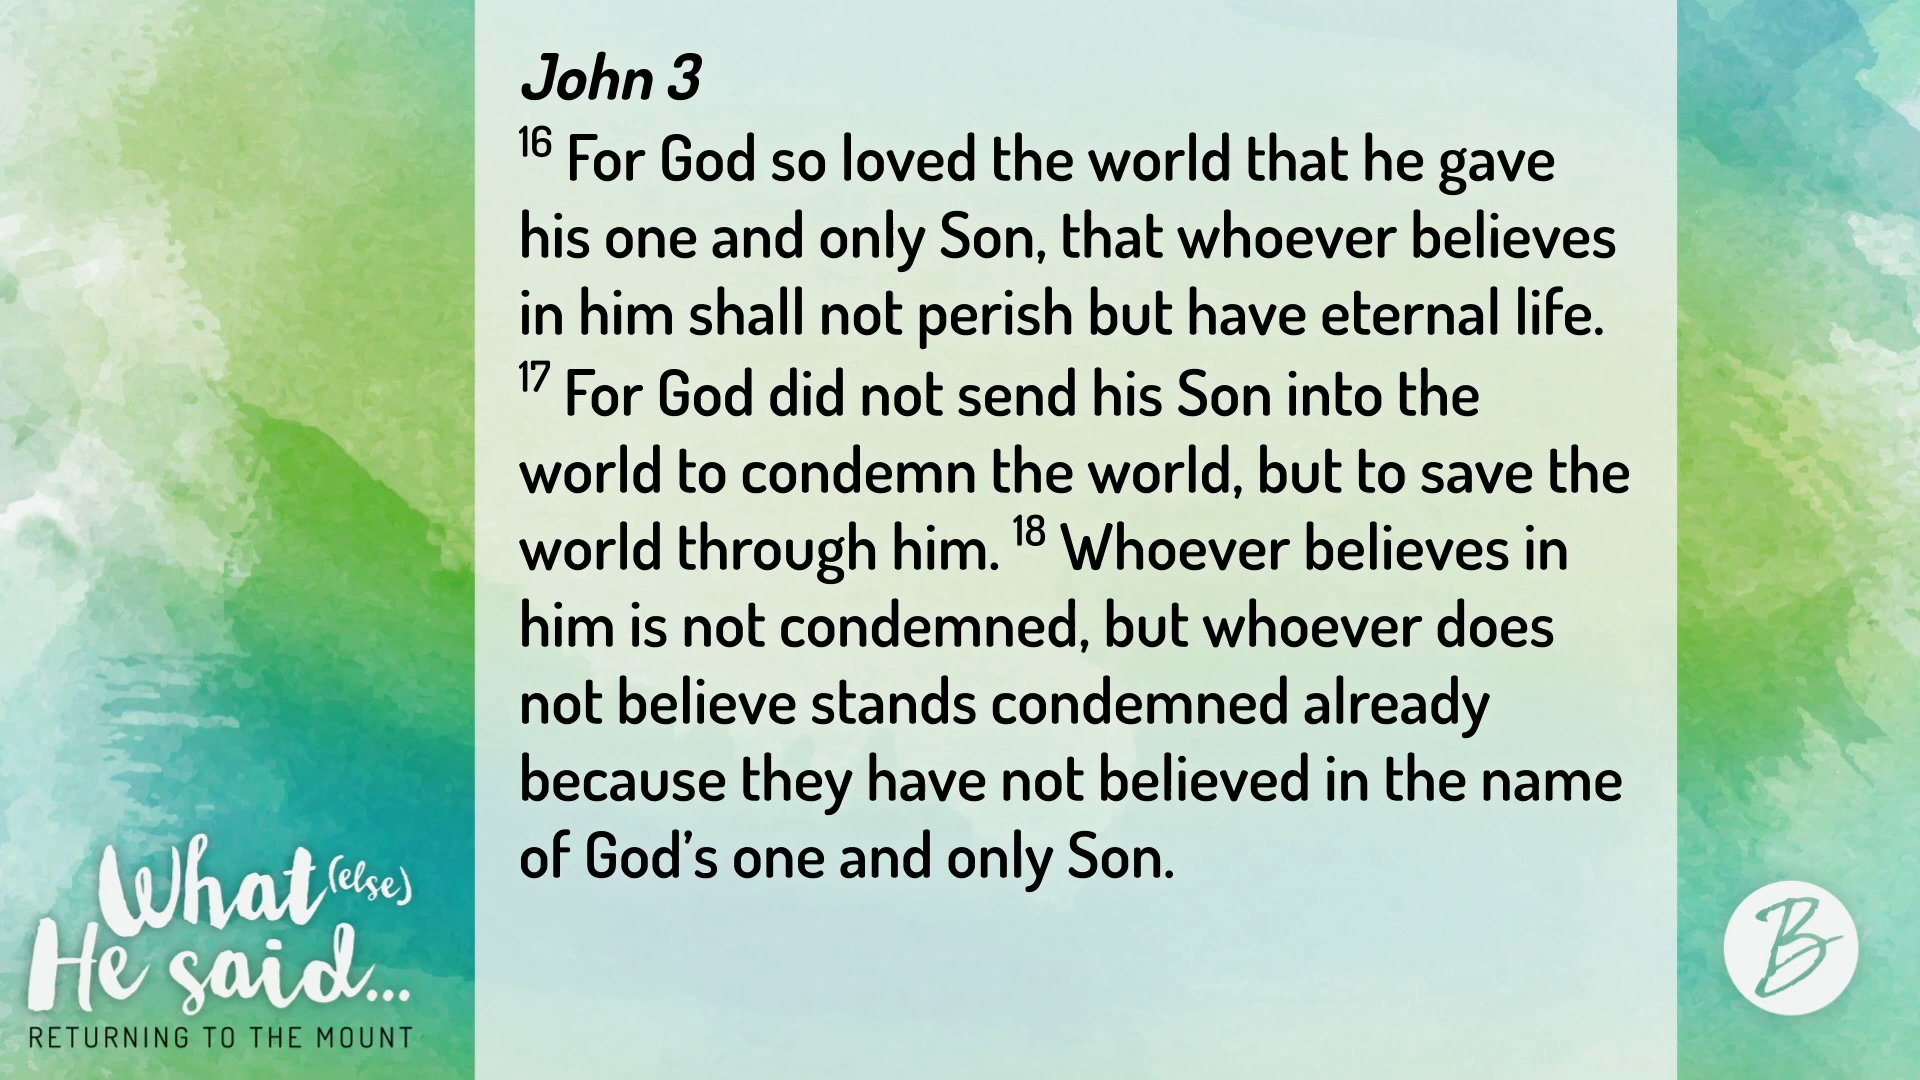 John 3
16 For God so loved the world that he gave
his one and only Son, that whoever believes
in him shall not perish but have eternal life.
17 For God did not send his Son into the
world to condemn the world, but to save the
world through him. 18 Whoever believes in
him is not condemned, but whoever does
not believe stands condemned already
because they have not believed in the name
of God’s one and only Son.
What (else)
He said...
RETURNING TO THE MOUNT
B